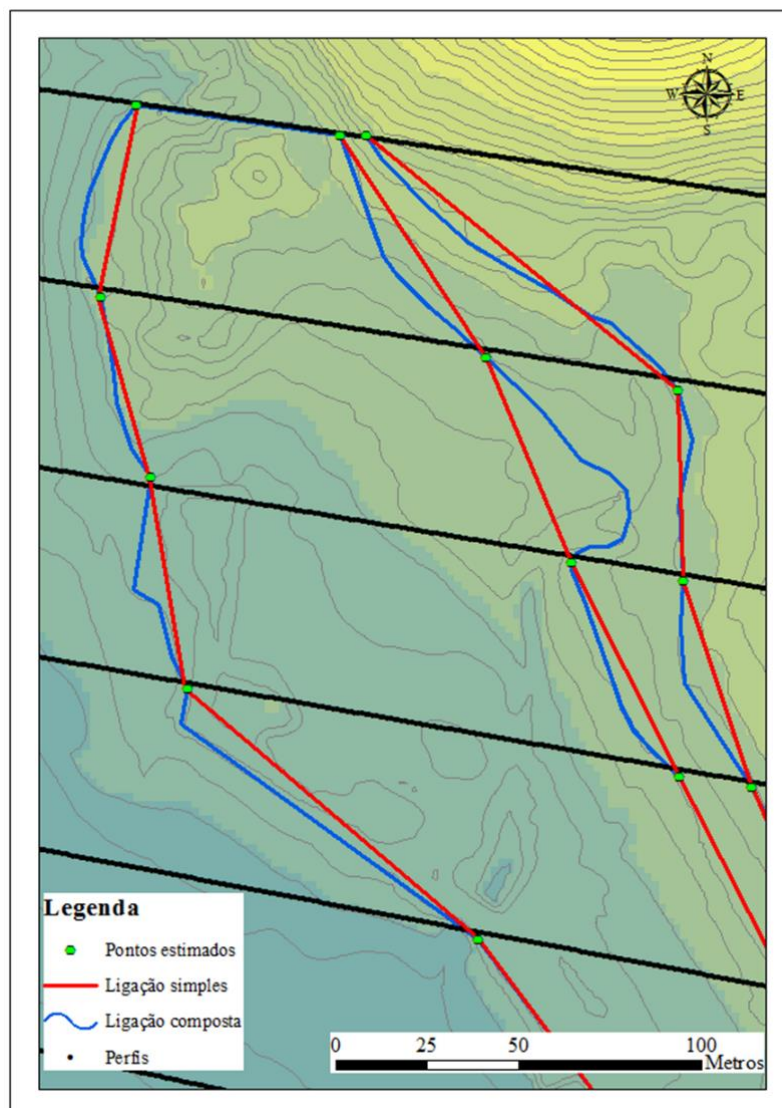 N
W E
S
Legenda
Pontos estimados
Ligação simples
Ligação composta
Perfis
0 25 50 100
Metros